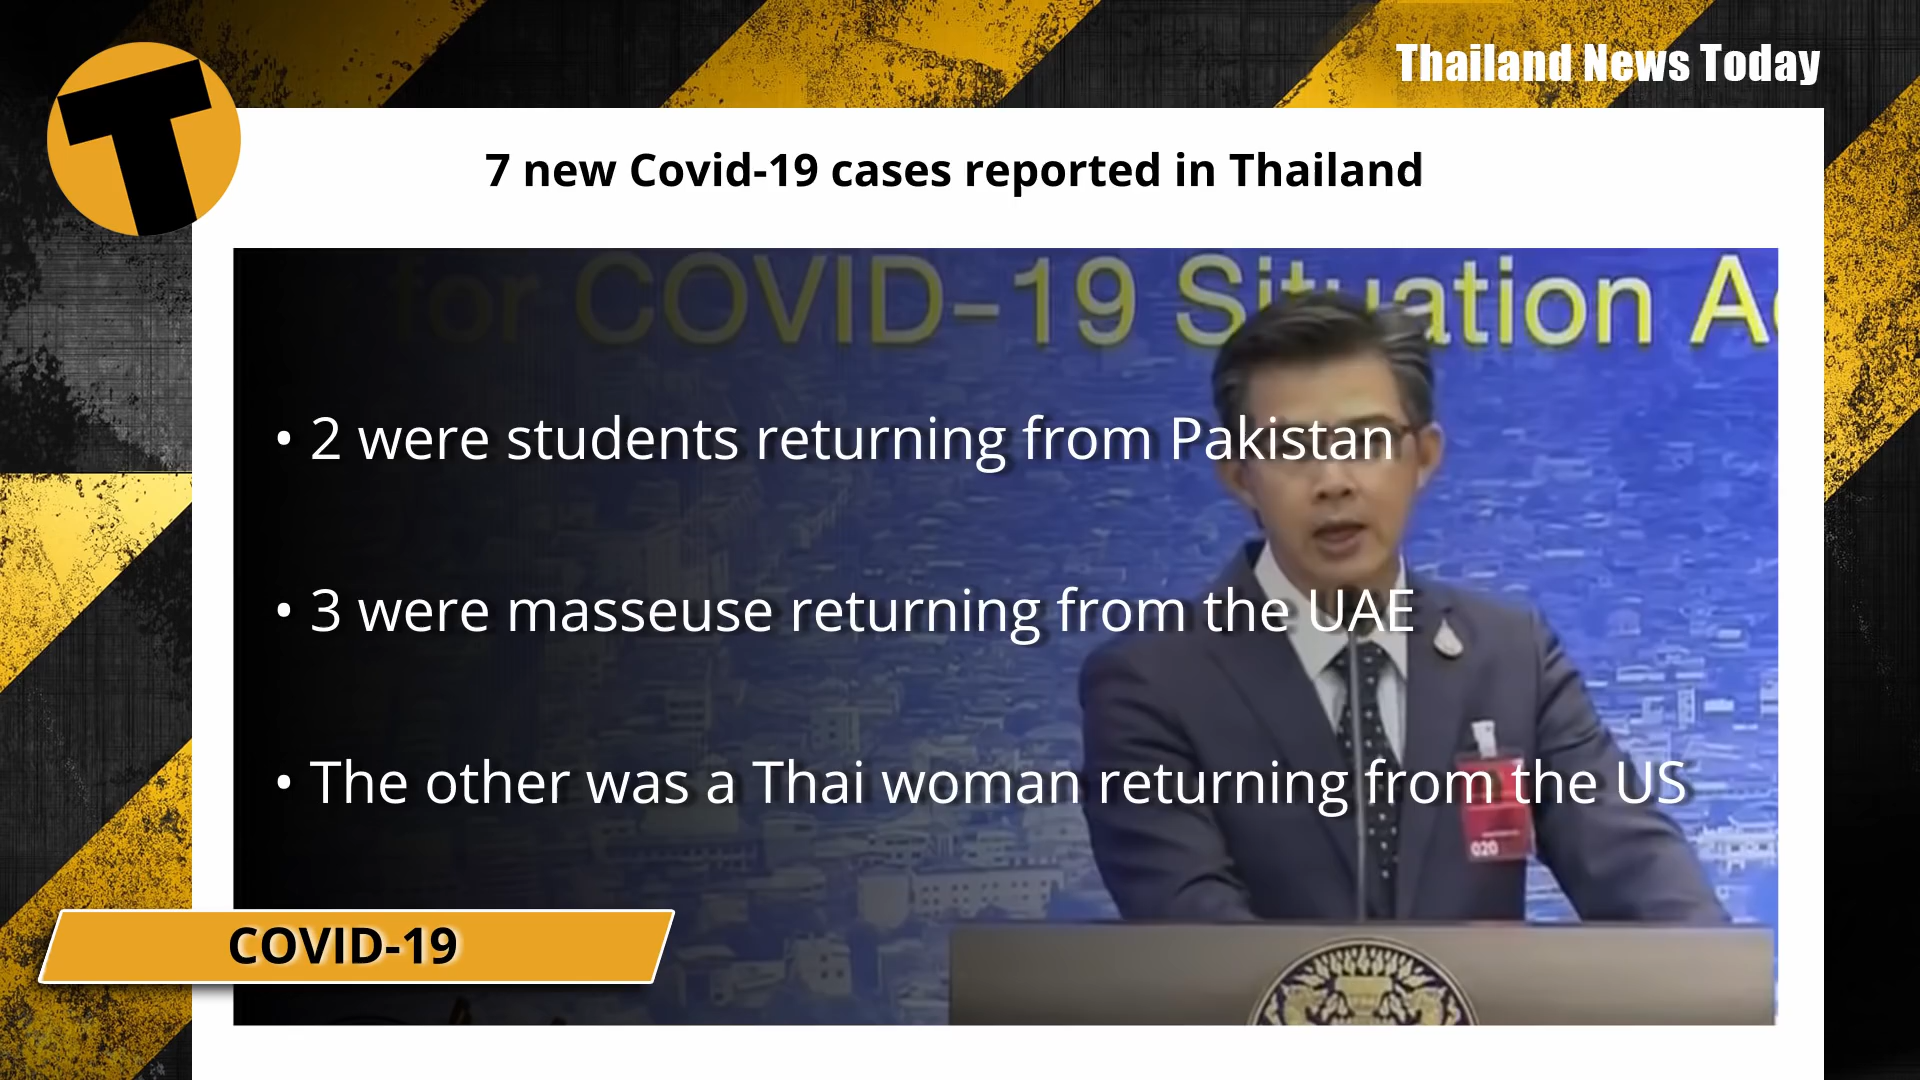 Thailand News Today
T
7 new Covid-19 cases reported in Thailand
for COVID-19 Situation A
• 2 were students returning from Pakistan
• 3 were masseuse returning from the UAE
• The other was a Thai woman returning from the US
020
COVID-19